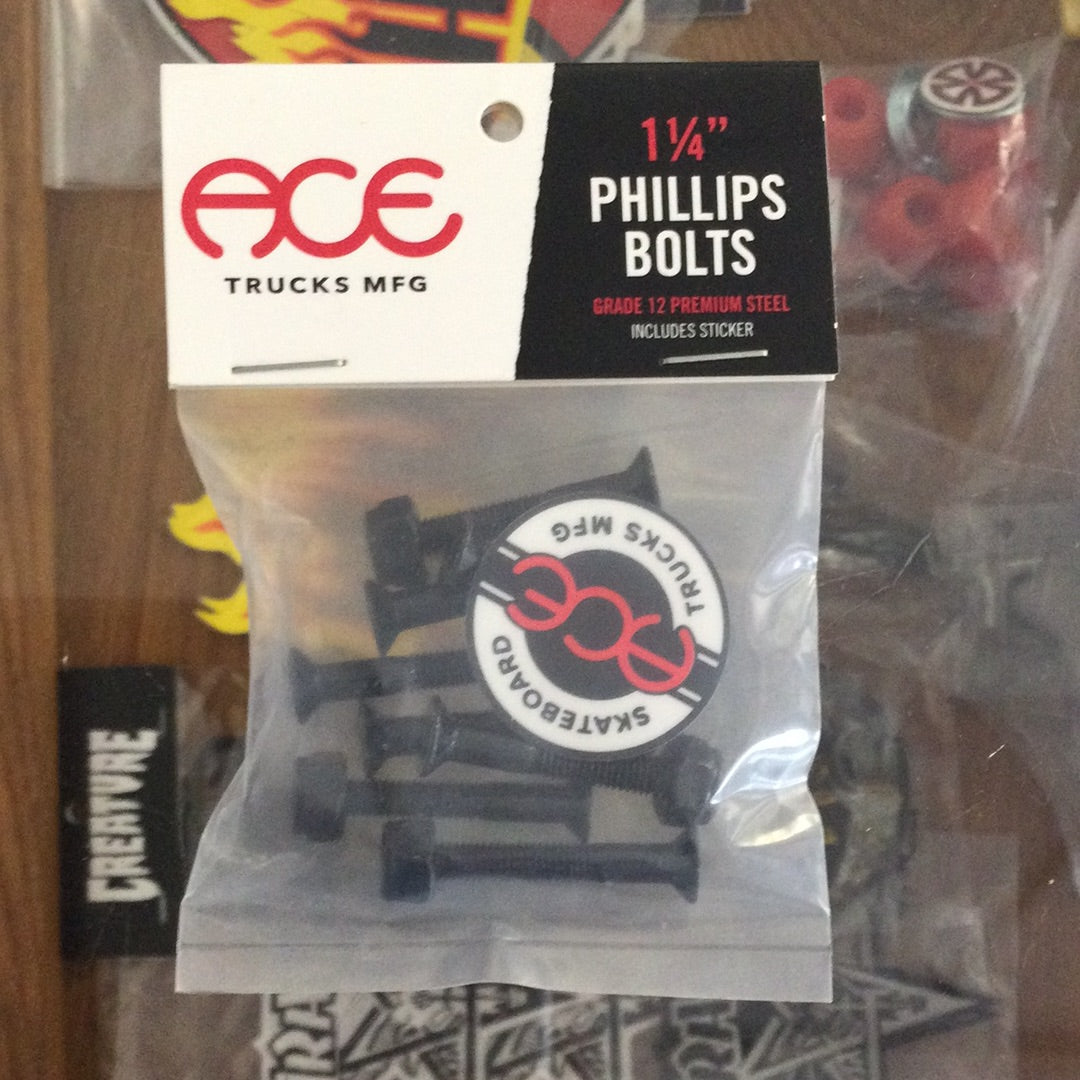 ACE
TRUCKS MFG
1¼”
PHILLIPS
BOLTS
GRADE 12 PREMIUM STEEL
INCLUDES STICKER
TRUCKS MFG
ACE
SKATEBOARD
CREATURE